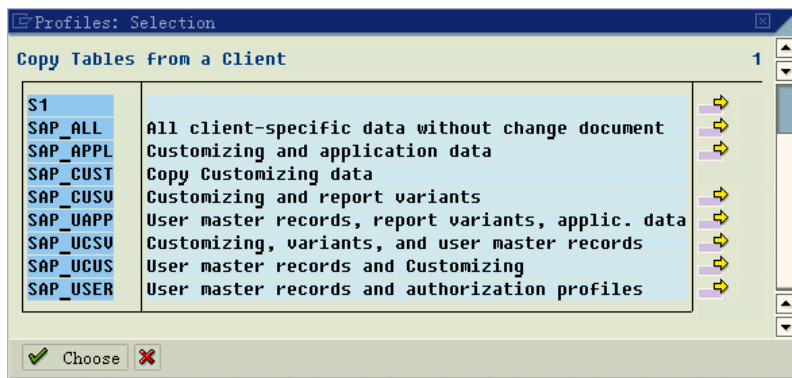 Profiles: Selection
Copy Tables from a Client 1
S1
SAP_ALL All client-specific data without change document
SAP_APPL Customizing and application data
SAP_CUST Copy Customizing data
SAP_CUSV Customizing and report variants
SAP_UAPP User master records, report variants, applic. data
SAP_UCSV Customizing, variants, and user master records
SAP_UCUS User master records and Customizing
SAP_USER User master records and authorization profiles
Choose